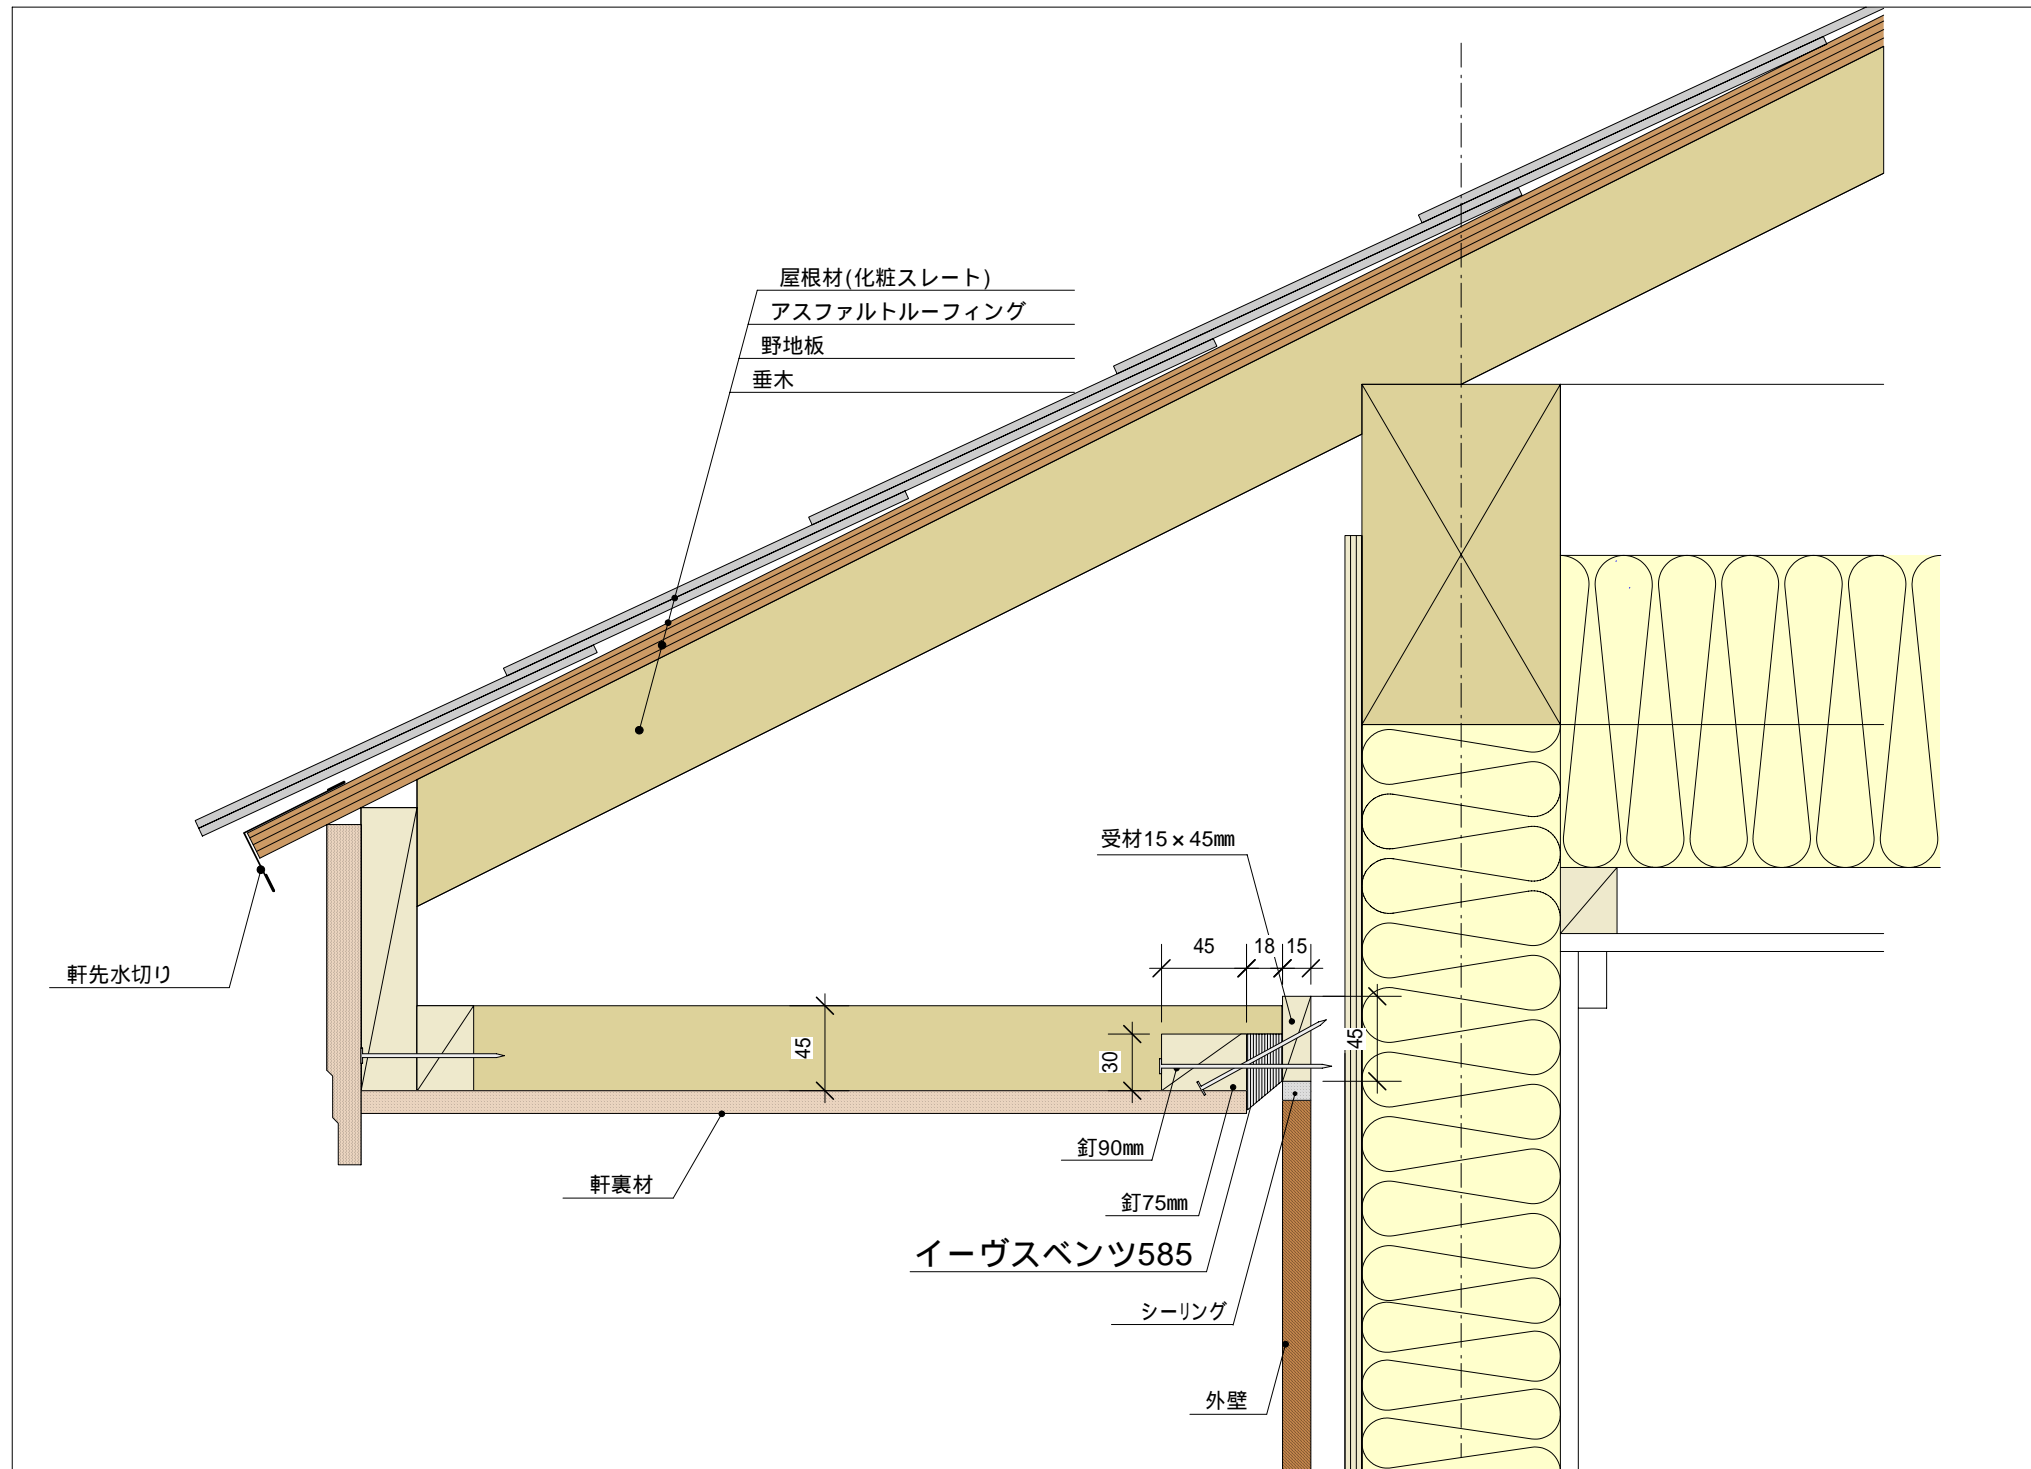 屋根材(化粧スレート)
アスファルトルーフィング
野地板
垂木
受材15×45㎜
45
18
15
軒先水切り
45
30
45
釘90㎜
軒裏材
釘75㎜
イーヴスベンツ585
シーリング
外壁